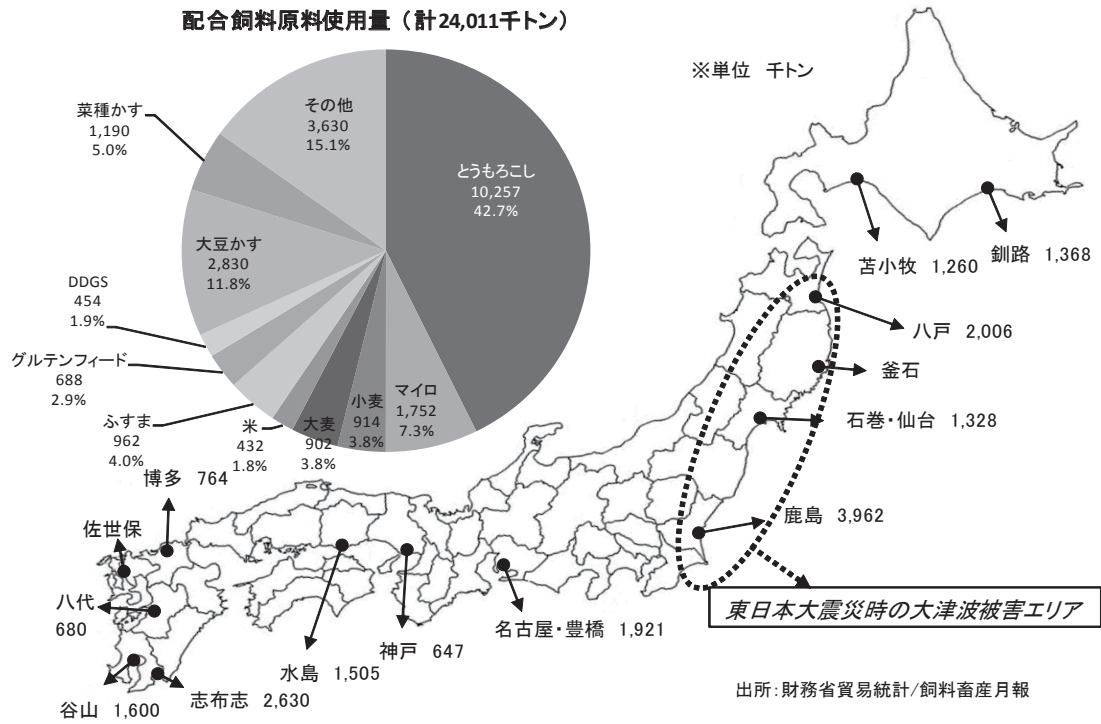 配合飼料原料使用量（計24,011千トン）
※単位 千トン
とうもろこし
10,257
42.7%
マイロ
1,752
7.3%
小麦
914
3.8%
大麦
902
3.8%
米
432
1.8%
ふすま
962
4.0%
グルテンフィード
688
2.9%
DDGS
454
1.9%
大豆かす
2,830
11.8%
菜種かす
1,190
5.0%
その他
3,630
15.1%
苫小牧 1,260
釧路 1,368
八戸 2,006
釜石
石巻・仙台 1,328
鹿島 3,962
東日本大震災時の大津波被害エリア
名古屋・豊橋 1,921
神戸 647
水島 1,505
博多 764
佐世保
八代
680
志布志 2,630
谷山 1,600
出所：財務省貿易統計/飼料畜産月報